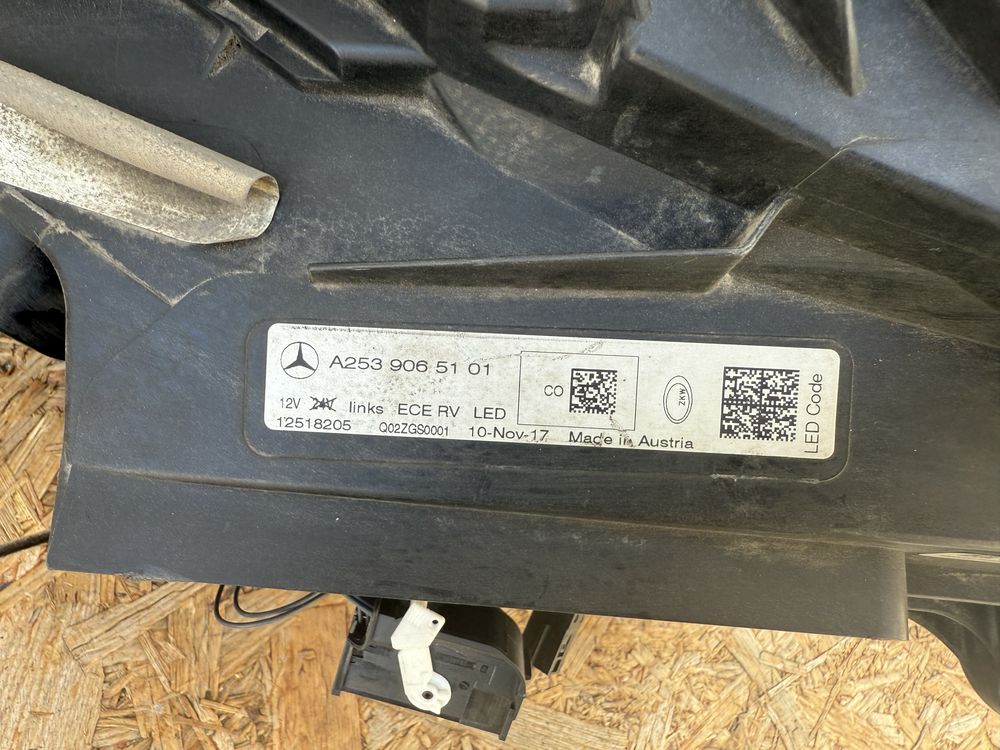 A253 906 51 01
12V 24V links ECE RV LED
12518205 Q02ZGS0001 10-Nov-17 Made in Austria
CO
ZKW
LED Code